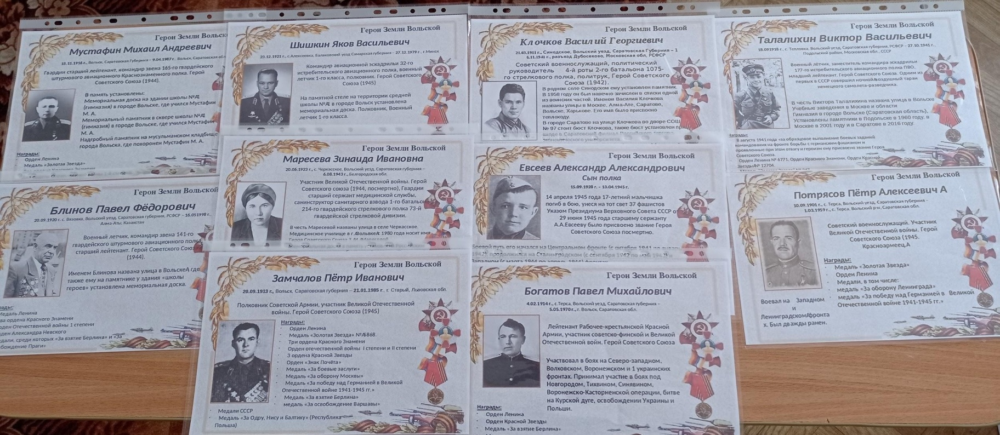 Герои Земли Вольской
Мустафин Михаил Андреевич
15.11.1916 г., Вольск, Саратовская Губерния – 9.04.1987 г. Вольск, Саратовская обл
Гвардии старший лейтенант, командир звена 165-го гвардейского
штурмового авиационного Краснознаменного полка. Герой
Советского Союза (1944).
В память установлены:
Мемориальная доска на здании школы №
(гимназия) в городе Вольске, где учился Мустафин
М. А.
Мемориальный памятник в сквере школы №
(гимназия) в городе Вольске, где учился Мустафин
М. А.
Надгробный памятник на мусульманском кладбище
города Вольска, где похоронен Мустафин М. А.
Награды:
Орден Ленина
Медаль «Золотая Звезда»
Герои Земли Вольской
Шишкин Яков Васильевич
23.12.1921 г., с.Алексеевка, Балаковский уезд Самарская губерния – 27.12.1979 г., г.Минск
Командир авиационной эскадрильи 32-го
истребительного авиационного полка, военный
летчик 1-го класса, полковник. Герой Советского
Союза (1945)
На памятной стеле на территории средней
школы № в городе Вольск установлена
мемориальная доска. Полковник, Военный
летчик 1-го класса.
Герои Земли Вольской
Клочков Василий Георгиевич
21.03.1911 г., Синодское, Вольский уезд, Саратовская Губерния – 1
6.11.1941 г., разъезд Дубосеково, Московская обл, РСФСР
Советский военнослужащий, политический
руководитель 4-й роты 2-го батальона 1075-
го стрелкового полка, политрук, Герой Советского
Союза (1942).
В родном селе Синодском ему установлен памятник.
В 1958 году он был навечно зачислен в списки одной
из воинских частей. Именем Василия Клочкова
названы улицы в Москве, Алма-Ате, Саратове,
Вольске, Харькове. Его имя было присвоено
теплоходу.
В городе Саратове на улице Клочкова во дворе СОШ
№ 97 стоит бюст Клочкова, также бюст установлен при
входе в Саратовский филиал Российского
экономического университета.
Герои Земли Вольской
Талалихин Виктор Васильевич
18.091918 г., с. Тепловка, Вольский уезд, Саратовская губерния, РСФСР – 27.10.1941 г.,
Подольский район, Московская обл., СССР
Военный лётчик, заместитель командира эскадрильи
177-го истребительного авиационного полка ПВО,
младший лейтенант. Герой Советского Союза. Одним из
первых в СССР совершил ночной воздушный таран
немецкого самолета-разведчика.
В честь Виктора Талалихина названа улица в Вольске
Учебные заведения в Москве и области
Гимназия в городе Вольске (Саратовская область),
Установлены памятники в Подольске в 1960 году, в
Москве в 2001 году и в Саратове в 2016 году.
Награды:
В августа 1941 года «за образцовое выполнение боевых заданий
командования на фронте борьбы с германским фашизмом и
проявленные при этом отвагу и героизм ему присвоено звание Героя
Советского Союза.
Орден Ленина № 6771, Орден Красного Знамени, Орден Красной
Звезды № 12704.
Герои Земли Вольской
Блинов Павел Фёдорович
20.09.1920 г. с. Вязовка, Вольский уезд, Саратовская губерния, РСФСР – 16.051998 г.,
Алма-Аты, Казахстан
Военный летчик, командир звена 141-го
гвардейского штурмового авиационного полка,
старший лейтенант. Герой Советского Союз
(1944).
Именем Блинова названа улица в Вольске где
также ему на памятнике у здания «школы
героев» установлена мемориальная доска.
рады:
Медаль Ленина
ва ордена Красного Знамени
ден Отечественной войны 1 степени
ден Александра Невского
дали, среди которых «За взятие Берлина» и «За
бождение Праги»
Герои Земли Вольской
Маресева Зинаида Ивановна
20.06.1923 г., с. Черкасское, Вольский уезд, Саратовская губерния –
6.08.1943 г., Белгородская обл.
Участник Великой Отечественной войны. Герой
Советского союза (1944, посмертно), Гвардии
старший сержант медицинской службы,
санинструктор санитарного взвода 1-го батальон
214-го гвардейского стрелкового полка 73-й
гвардейской стрелковой дивизии.
В честь Маресевой названы улица в селе Черкасское.
Медицинское училище в г. Вольске 1980 года носит имя
Героя Советского Союза З.И. Маресевой
Герои Земли Вольской
Евсеев Александр Александрович
Сын полка
15.09.1928 г. – 13.04.1945 г.
14 апреля 1945 года 17-летний мальчишка
погиб в бою, унеся на тот свет 37 фашистов
Указом Президиума Верховного Совета СССР от
29 июня 1945 года старшему сержанту
А.А.Евсееву было присвоено звание Героя
Советского Союза посмертно.
Боевой путь его начался на Центральном фронте (с октября 1941 по январь
1942) продолжился на Сталинградском (с сентября 1942 по май 1943) и
Западном (с марта 1944 по апрель 1944) фронтах
Герои Земли Вольской
Потрясов Пётр Алексеевич
10.09.1901 г., с. Терса, Вольский уезд, Саратовская губерния –
1.03.1959 г., с. Терса, Вольский р-н, Саратовская обл.
Советский военнослужащий. Участник
Великой Отечественной войны. Герой
Советского Союза (1945.
Красноармеец.
Награды:
Медаль «Золотая Звезда»
Орден Ленина
Медали, в том числе:
медаль «За оборону Ленинграда»
медаль «За победу над Германией в Великой
Отечественной войне 1941-1945 гг.»
Воевал на Западном
и
Ленинградском фронта
х. Был дважды ранен.
Герои Земли Вольской
Замчалов Пётр Иванович
20.09.1913 г., Вольск, Саратовская губерния – 21.01.1985 г., г. Старый, Львовская обл.
Полковник Советской Армии, участник Великой Отечественной
войны. Герой Советского Союза (1945)
Награды:
Орден Ленина
Медаль «Золотая Звезда» № 6868.
Три ордена Красного Знамени
Орден отечественной войны I степени и II степени
3 ордена Красной Звезды
Орден «Знак Почёта»
Медаль «За боевые заслуги»
Медаль «За оборону Москвы»
Медаль «За победу над Германией в Великой
Отечественной войне 1941-1945 гг.»
Медаль «За взятие Берлина»
медаль «За освобождение Варшавы»
Медали СССР
Медаль «За Одру, Нису и Балтику» (Республика
Польша)
Герои Земли Вольской
Богатов Павел Михайлович
4.02.1914 г., с. Терса, Вольский уезд, Саратовская губерния –
5.05.1970 г., г. Вольск, Саратовская обл.
Лейтенант Рабочее-крестьянской Красной
Армии, участник советско-финской и Великой
Отечественной войн. Герой Советского Союза
Участвовал в боях на Северо-западном,
Волховском, Воронежском и 1 украинских
фронтах. Принимал участие в боях под
Новгородом, Тихвином, Синявином,
Воронежско-Касторненской операции, битве
на Курской дуге, освобождении Украины и
Польши.
Награды:
Орден Ленина
Орден Красной Звезды
Медаль «За взятие Берлина»